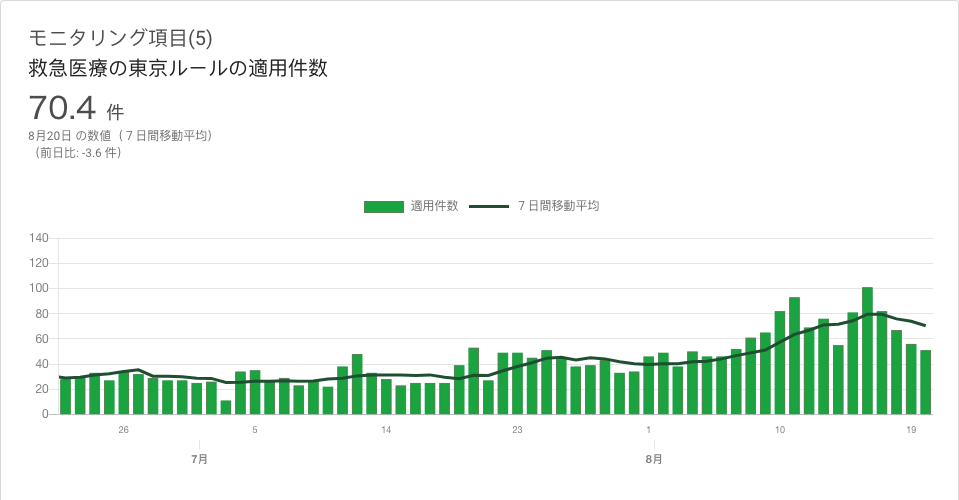 モニタリング項目(5)
救急医療の東京ルールの適用件数
70.4 件
8月20日 の数値（７日間移動平均）
（前日比: -3.6 件）
適用件数 ７日間移動平均
140
120
100
80
60
40
20
0
26 5 14 23 1 10 19
7月 8月